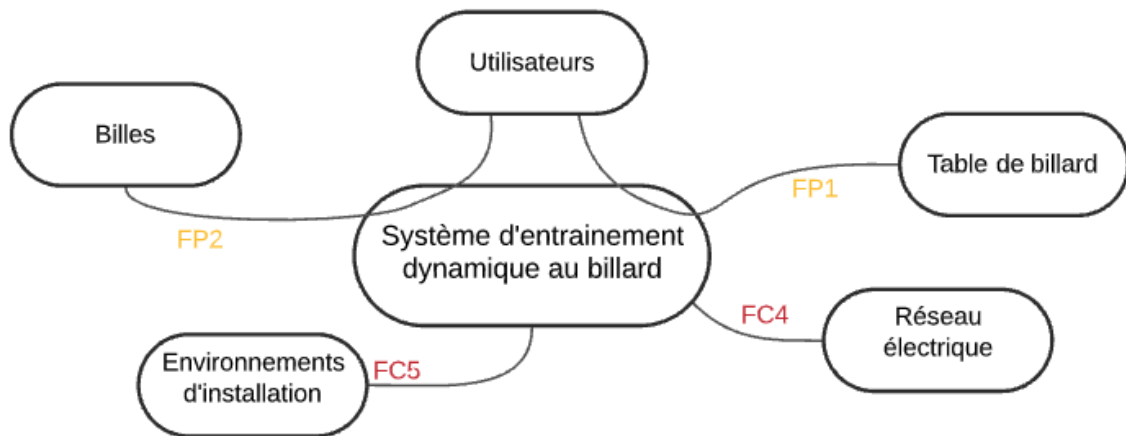 Utilisateurs
Billes
Table de billard
FP1
FP2
Système d'entrainement
dynamique au billard
FC4
Réseau
électrique
Environnements
d'installation
FC5